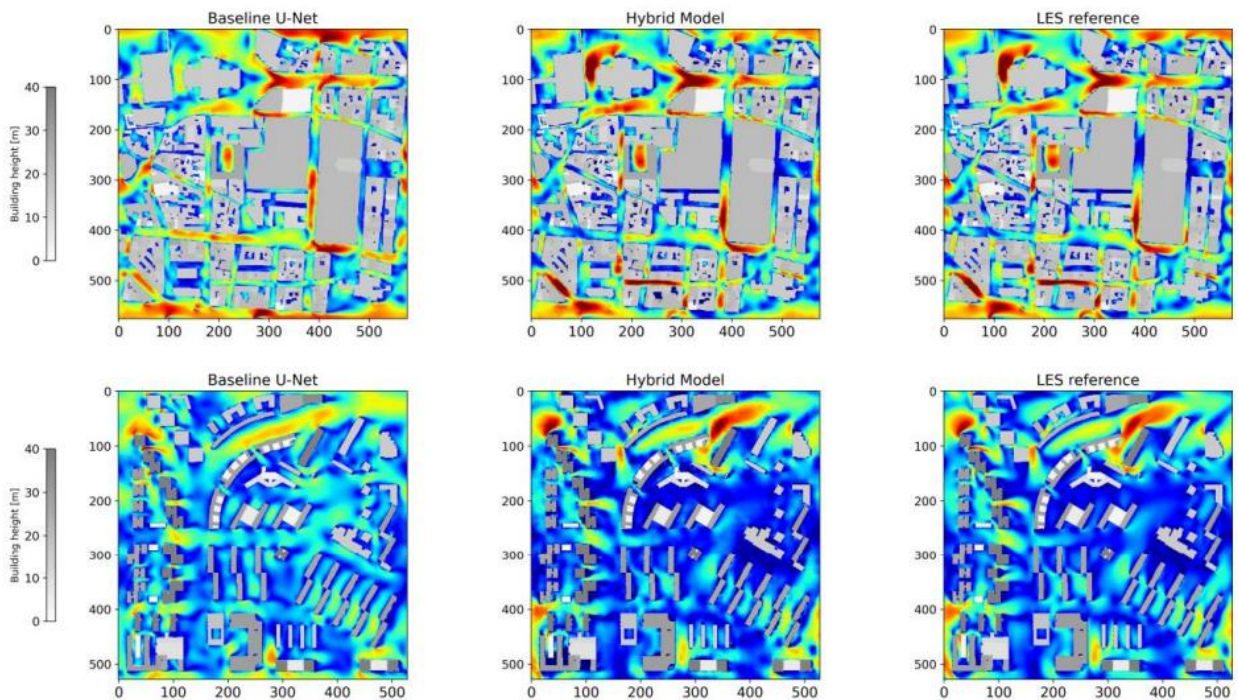 Baseline U-Net Hybrid Model LES reference
0 0 0
40 100 100 100
30 200 200 200
20 300 300 300
10 400 400 400
0 500 500 500
Building height [m]
0 100 200 300 400 500 0 100 200 300 400 500 0 100 200 300 400 500
Baseline U-Net Hybrid Model LES reference
0 0 0
40 100 100 100
30 200 200 200
20 300 300 300
10 400 400 400
0 500 500 500
Building height [m]
0 100 200 300 400 500 0 100 200 300 400 500 0 100 200 300 400 500